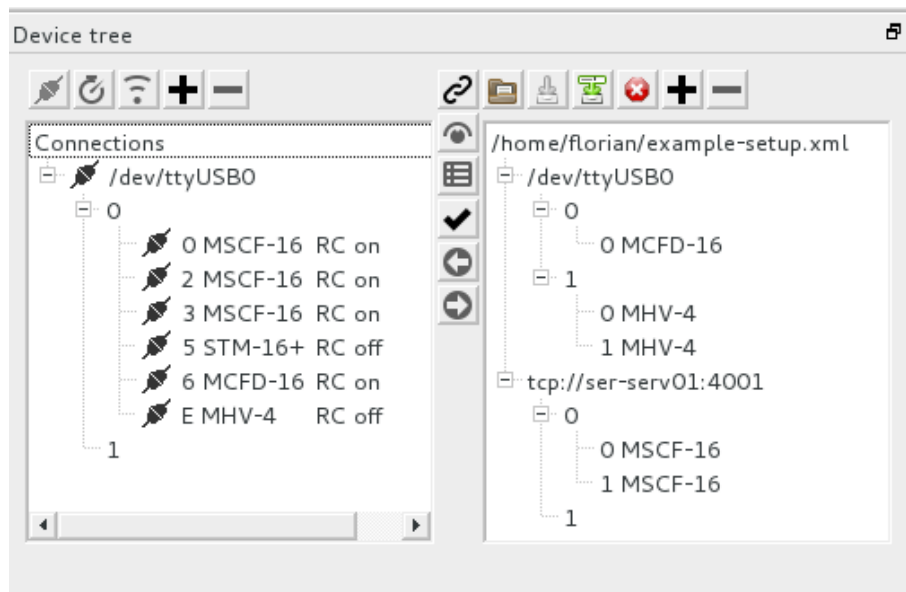 Device tree
Connections
/dev/ttyUSB0
0
0 MSCF-16 RC on
2 MSCF-16 RC on
3 MSCF-16 RC on
5 STM-16+ RC off
6 MCFD-16 RC on
E MHV-4 RC off
1
/home/florian/example-setup.xml
/dev/ttyUSB0
0
0 MCFD-16
1
0 MHV-4
1 MHV-4
tcp://ser-serv01:4001
0
0 MSCF-16
1 MSCF-16
1